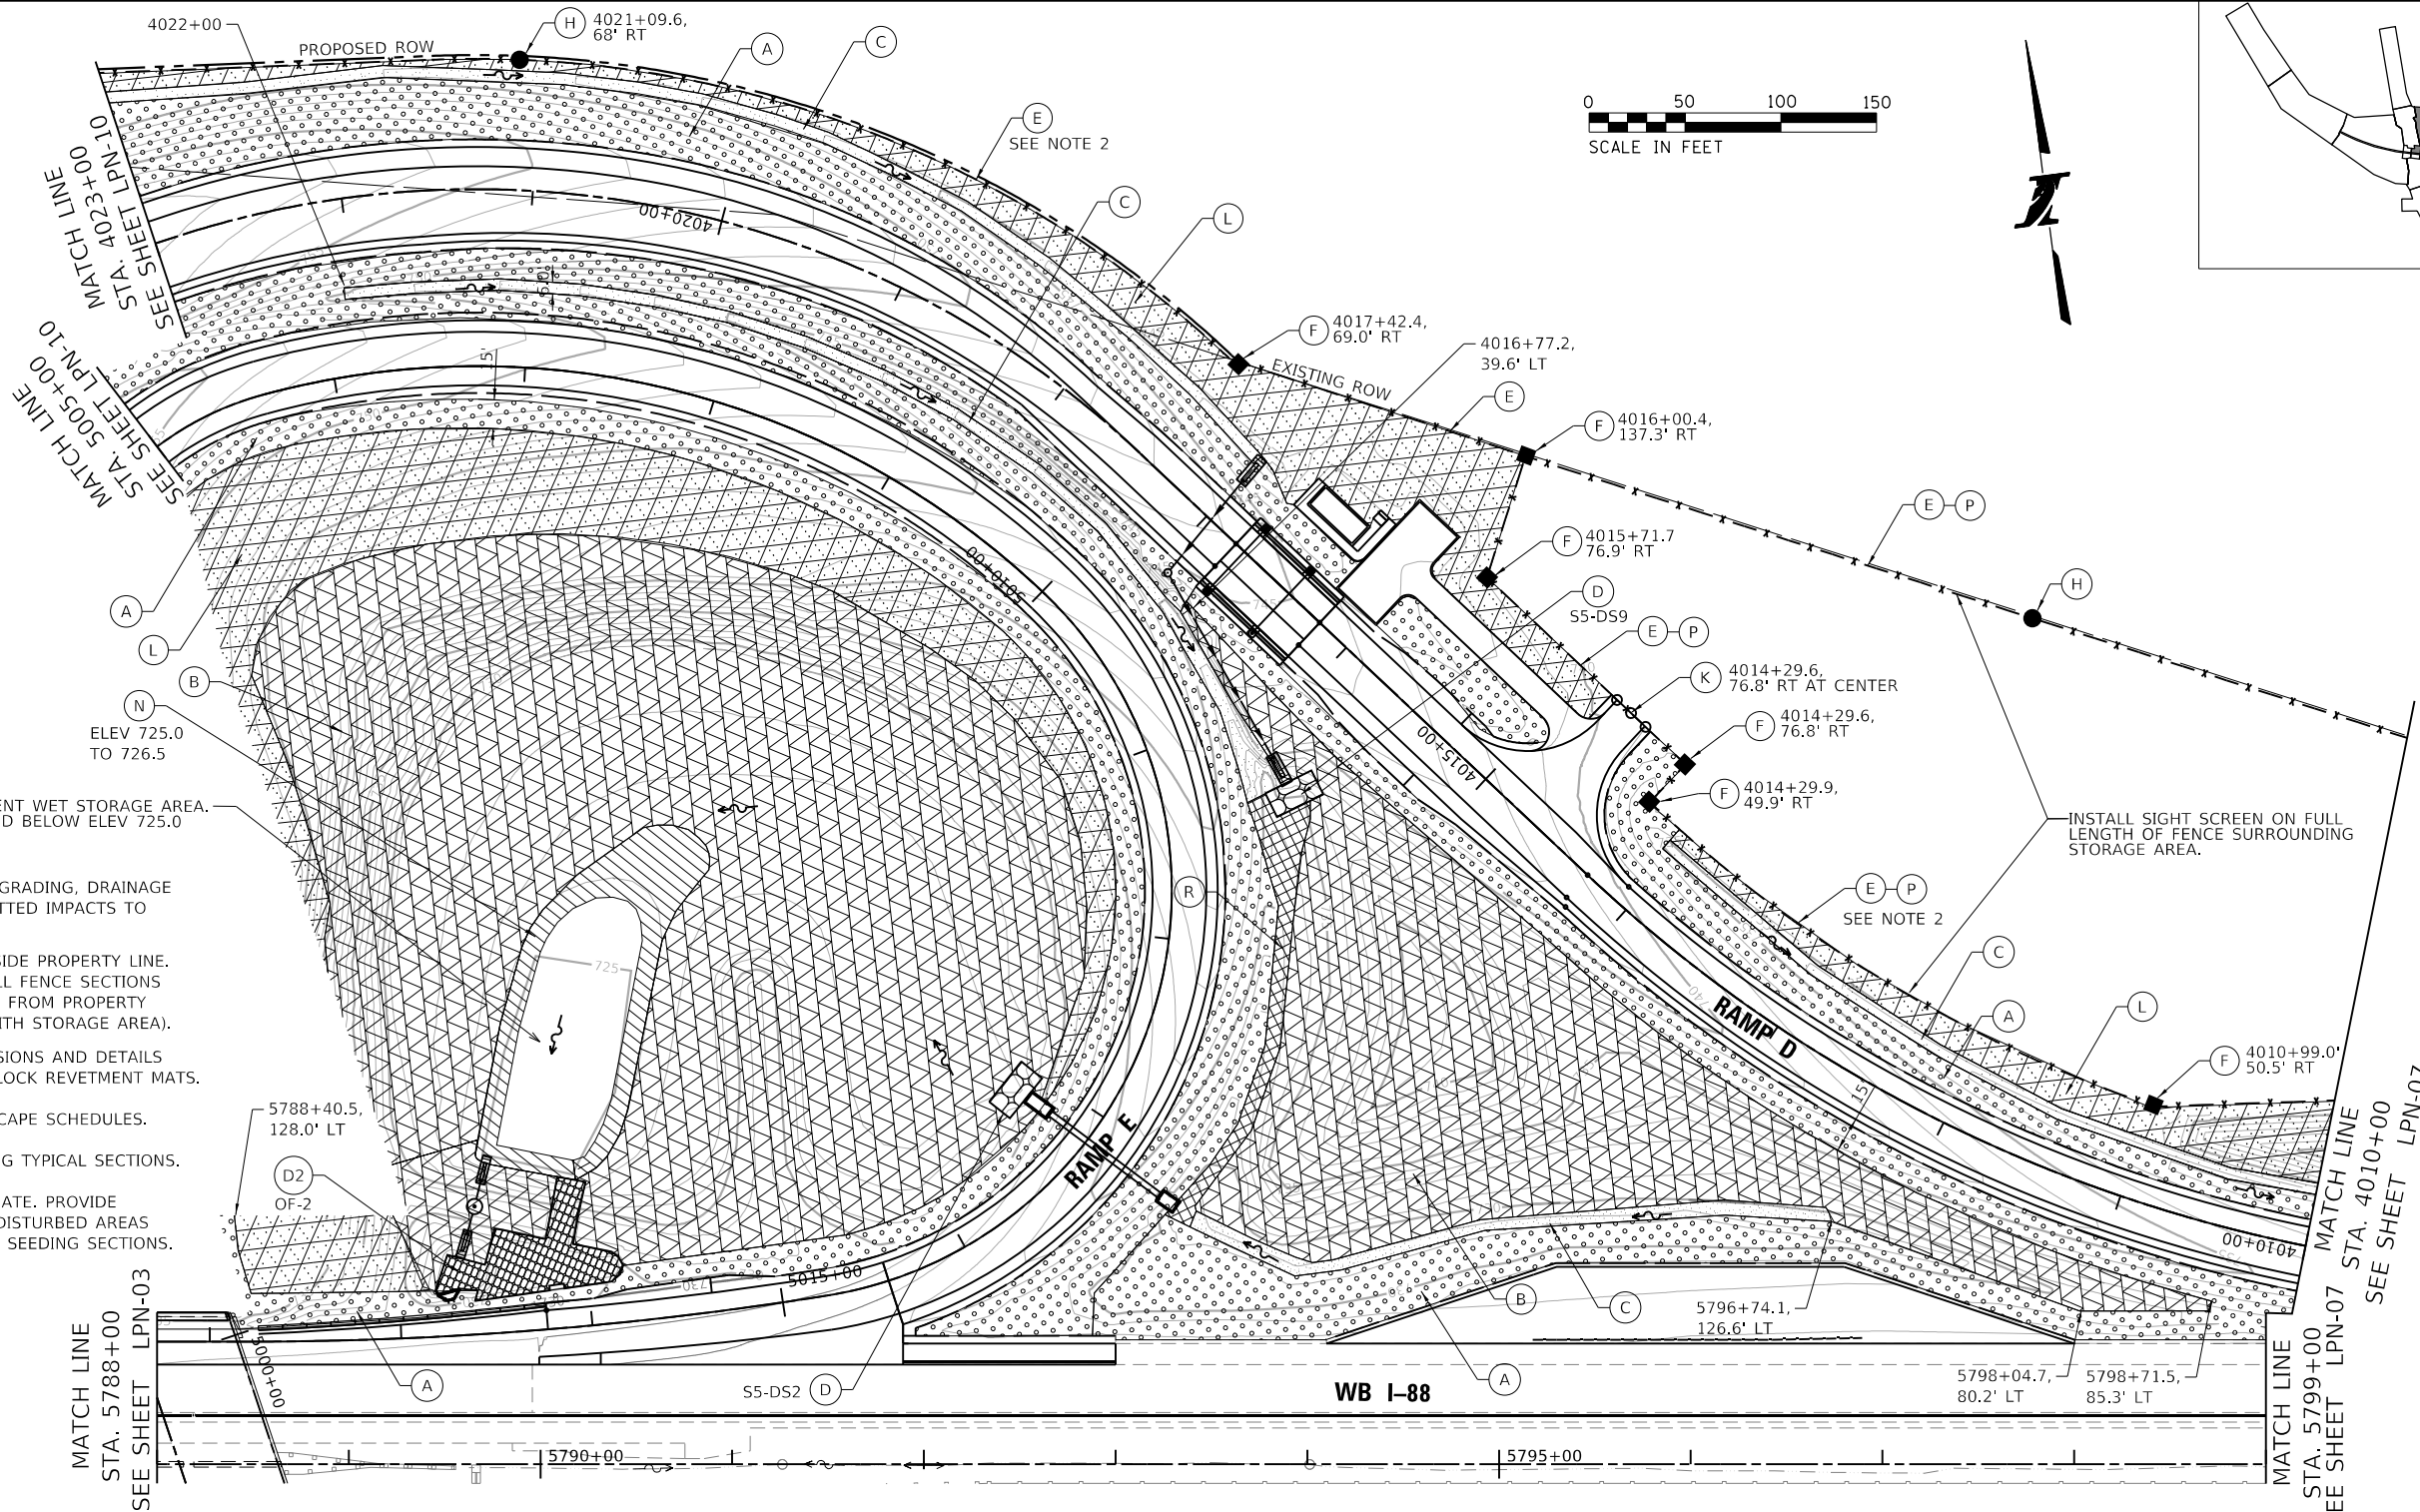 4022+00
PROPOSED ROW
H
4021+09.6,
68' RT
A
C
E
SEE NOTE 2
0 50 100 150
SCALE IN FEET
MATCH LINE
STA. 4023+00
SEE SHEET LPN-10
4020+00
C
L
MATCH LINE
STA. 5005+00
SEE SHEET LPN-10
15'
F
4017+42.4,
69.0' RT
4016+77.2,
39.6' LT
EXISTING ROW
E
F
4016+00.4,
137.3' RT
E
P
F
4015+71.7
76.9' RT
H
D
S5-DS9
5010+00
745
A
L
B
E
P
K
4014+29.6,
76.8' RT AT CENTER
N
ELEV 725.0
TO 726.5
F
4014+29.6,
76.8' RT
4015+00
F
4014+29.9,
49.9' RT
ENT WET STORAGE AREA.
D BELOW ELEV 725.0
INSTALL SIGHT SCREEN ON FULL
LENGTH OF FENCE SURROUNDING
STORAGE AREA.
GRADING, DRAINAGE
TTED IMPACTS TO
R
E
P
SEE NOTE 2
SIDE PROPERTY LINE.
LL FENCE SECTIONS
FROM PROPERTY
ITH STORAGE AREA).
725
C
740
RAMP D
A
L
SIONS AND DETAILS
LOCK REVETMENT MATS.
F
4010+99.0'
50.5' RT
5788+40.5,
128.0' LT
CAPE SCHEDULES.
15'
RAMP E
G TYPICAL SECTIONS.
D2
OF-2
ATE. PROVIDE
DISTURBED AREAS
SEEDING SECTIONS.
MATCH LINE
STA. 4010+00
SEE SHEET LPN-07
4010+00
735
5015+00
730
B
C
5796+74.1,
126.6' LT
MATCH LINE
STA. 5788+00
SEE SHEET LPN-03
5000+00
A
S5-DS2
D
WB I-88
A
5798+04.7,
80.2' LT
5798+71.5,
85.3' LT
MATCH LINE
STA. 5799+00
EE SHEET LPN-07
5790+00
5795+00